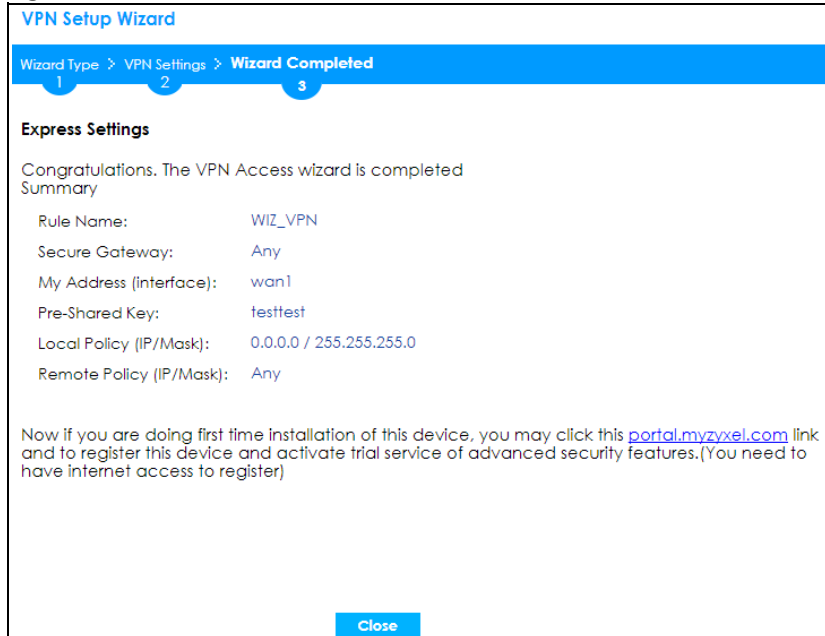 VPN Setup Wizard
Wizard Type > VPN Settings > Wizard Completed
1 2 3
Express Settings
Congratulations. The VPN Access wizard is completed
Summary
Rule Name: WIZ_VPN
Secure Gateway: Any
My Address (interface): wan1
Pre-Shared Key: testtest
Local Policy (IP/Mask): 0.0.0.0 / 255.255.255.0
Remote Policy (IP/Mask): Any
Now if you are doing first time installation of this device, you may click this portal.myzyxel.com link
and to register this device and activate trial service of advanced security features.(You need to
have internet access to register)
Close